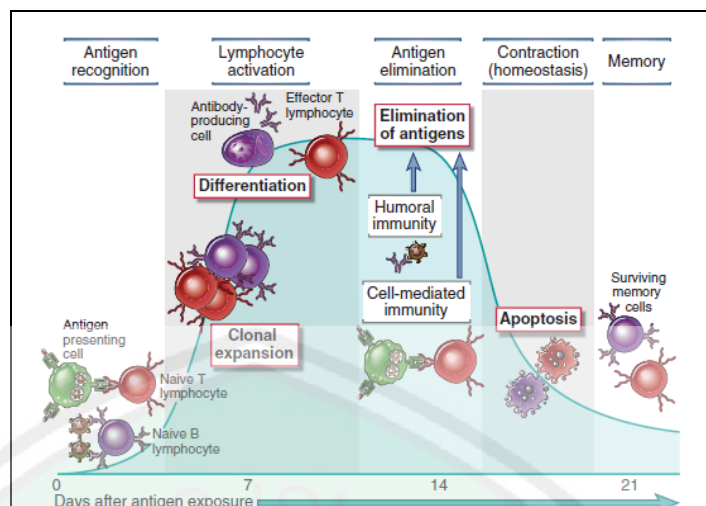 Antigen
recognition
Lymphocyte
activation
Antigen
elimination
Contraction
(homeostasis)
Memory
Antibody-
producing
cell
Effector T
lymphocyte
Differentiation
Clonal
expansion
Antigen
presenting
cell
Naive T
lymphocyte
Naive B
lymphocyte
Elimination
of antigens
Humoral
immunity
Cell-mediated
immunity
Apoptosis
Surviving
memory
cells
0
7
14
21
Days after antigen exposure